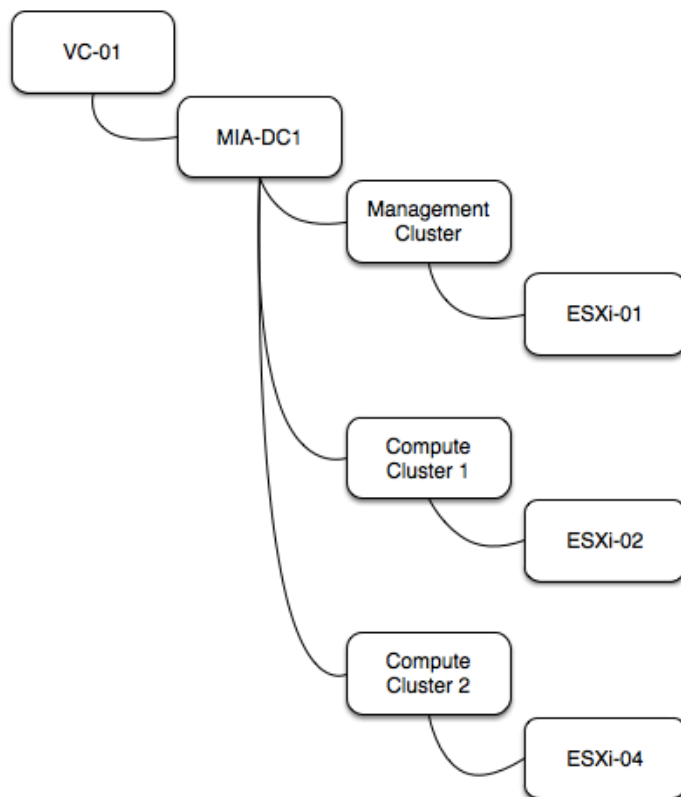 VC-01
MIA-DC1
Management
Cluster
ESXi-01
Compute
Cluster 1
ESXi-02
Compute
Cluster 2
ESXi-04